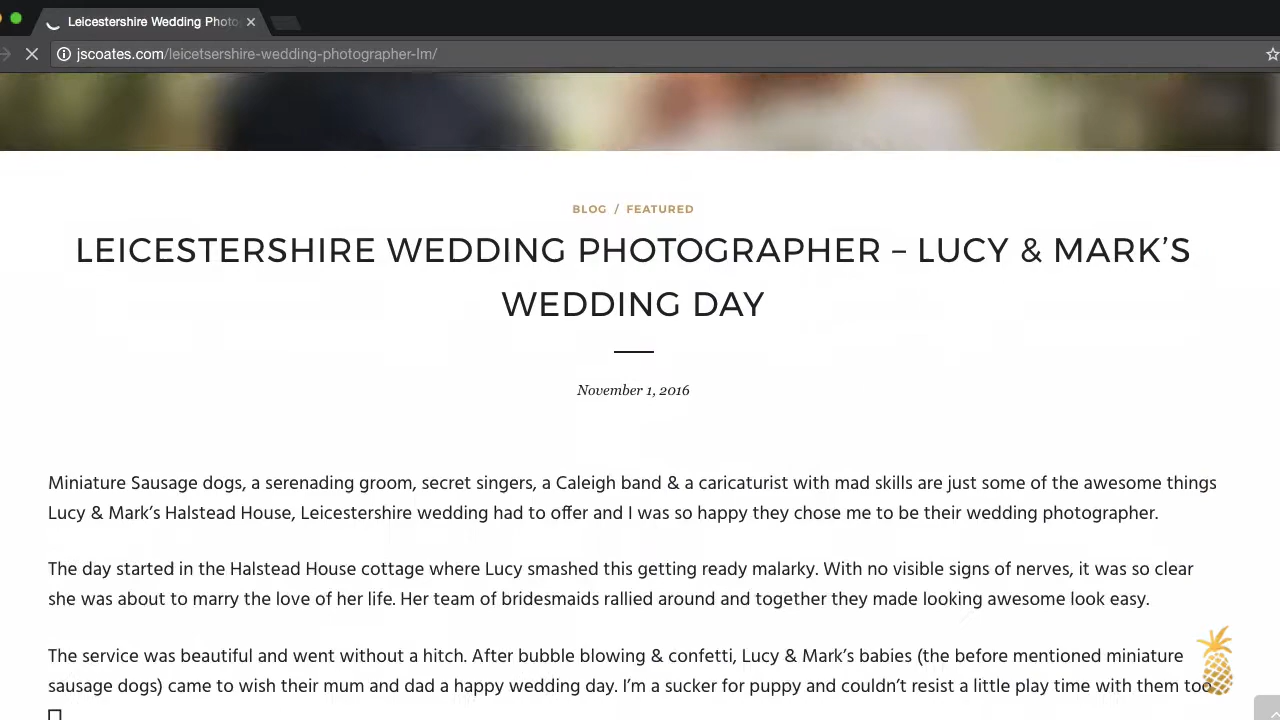 Leicestershire Wedding Photo
jscoates.com/leicetsershire-wedding-photographer-lm/
BLOG / FEATURED
LEICESTERSHIRE WEDDING PHOTOGRAPHER – LUCY & MARK’S
WEDDING DAY
November 1, 2016
Miniature Sausage dogs, a serenading groom, secret singers, a Caleigh band & a caricaturist with mad skills are just some of the awesome things
Lucy & Mark’s Halstead House, Leicestershire wedding had to offer and I was so happy they chose me to be their wedding photographer.
The day started in the Halstead House cottage where Lucy smashed this getting ready malarky. With no visible signs of nerves, it was so clear
she was about to marry the love of her life. Her team of bridesmaids rallied around and together they made looking awesome look easy.
The service was beautiful and went without a hitch. After bubble blowing & confetti, Lucy & Mark’s babies (the before mentioned miniature
sausage dogs) came to wish their mum and dad a happy wedding day. I’m a sucker for puppy and couldn’t resist a little play time with them too